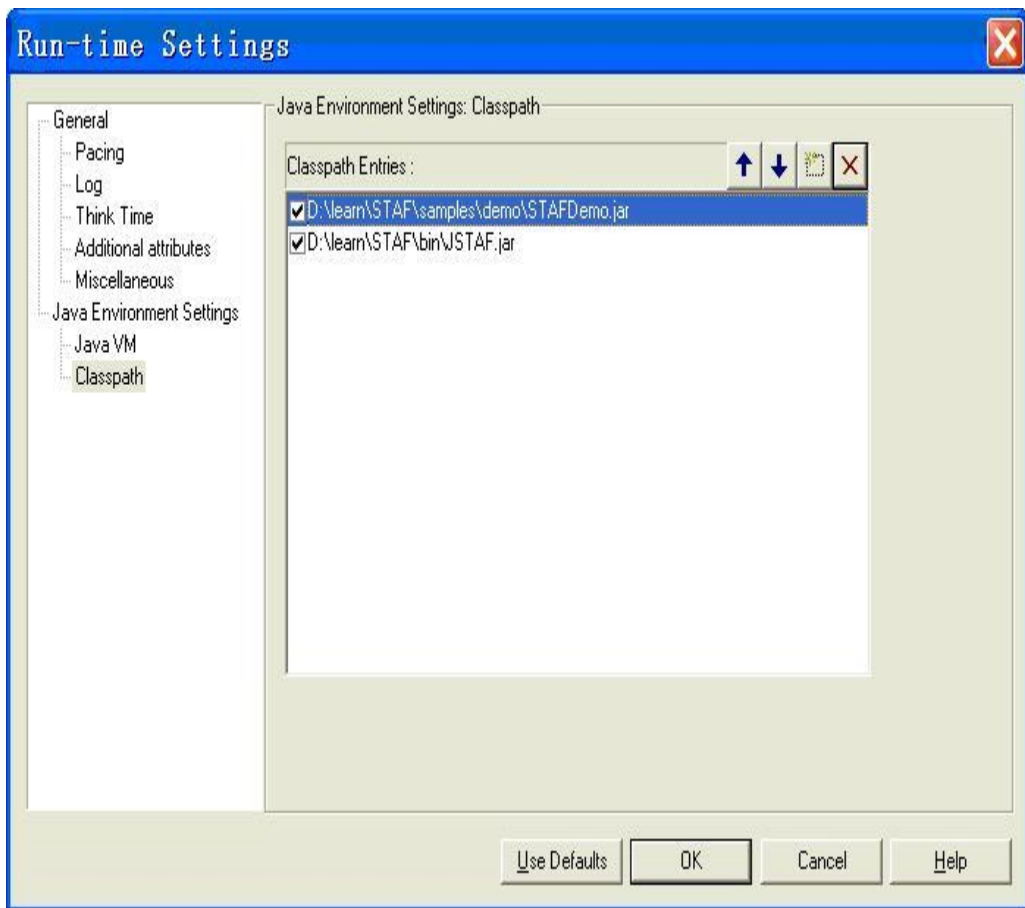 Run-time Settings
General
Pacing
Log
Think Time
Additional attributes
Miscellaneous
Java Environment Settings
Java VM
Classpath
Java Environment Settings: Classpath
Classpath Entries :
D:\learn\STAF\samples\demo\STAFDemo.jar
D:\learn\STAF\bin\JSTAF.jar
Use Defaults
OK
Cancel
Help